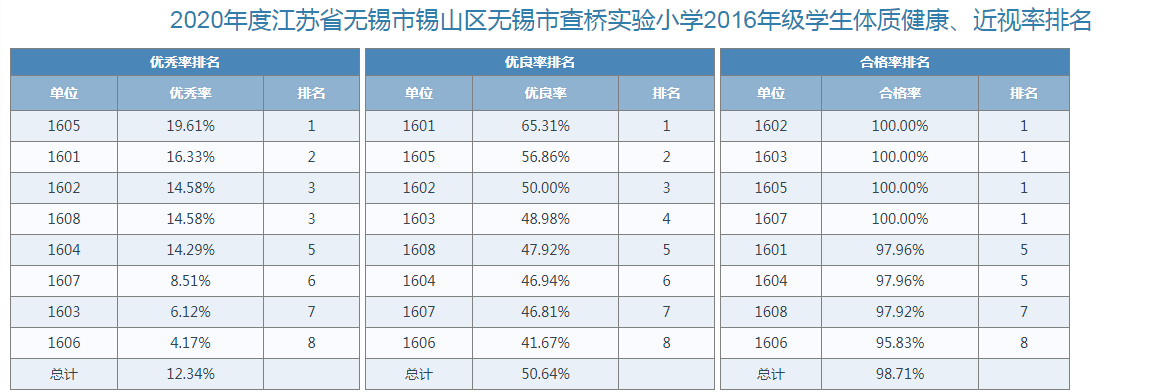 2020年度江苏省无锡市锡山区无锡市查桥实验小学2016年级学生体质健康、近视率排名
优秀率排名 优良率排名 合格率排名
单位 优秀率 排名 单位 优良率 排名 单位 合格率 排名
1605 19.61% 1 1601 65.31% 1 1602 100.00% 1
1601 16.33% 2 1605 56.86% 2 1603 100.00% 1
1602 14.58% 3 1602 50.00% 3 1605 100.00% 1
1608 14.58% 3 1603 48.98% 4 1607 100.00% 1
1604 14.29% 5 1608 47.92% 5 1601 97.96% 5
1607 8.51% 6 1604 46.94% 6 1604 97.96% 5
1603 6.12% 7 1607 46.81% 7 1608 97.92% 7
1606 4.17% 8 1606 41.67% 8 1606 95.83% 8
总计 12.34% 总计 50.64% 总计 98.71%